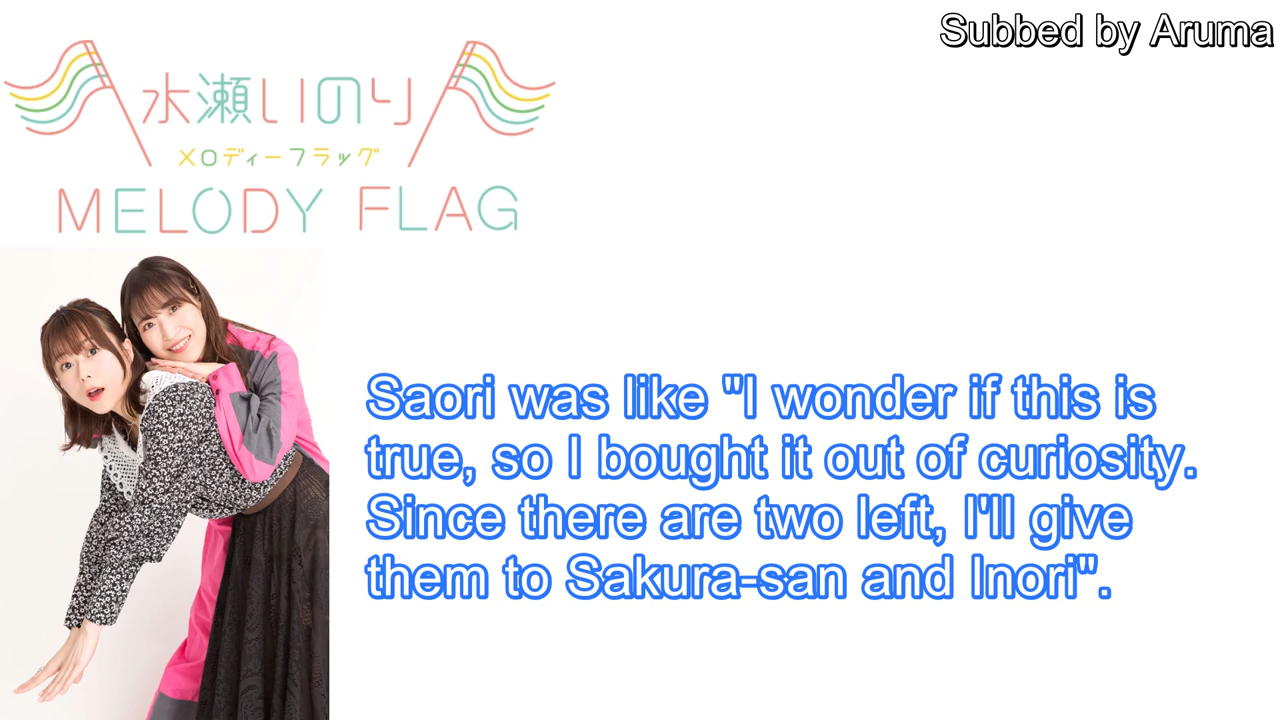 Subbed by Aruma
水瀬いのり
メロディーフラッグ
MELODY FLAG
Saori was like "I wonder if this is
true, so I bought it out of curiosity.
Since there are two left, I'll give
them to Sakura-san and Inori".